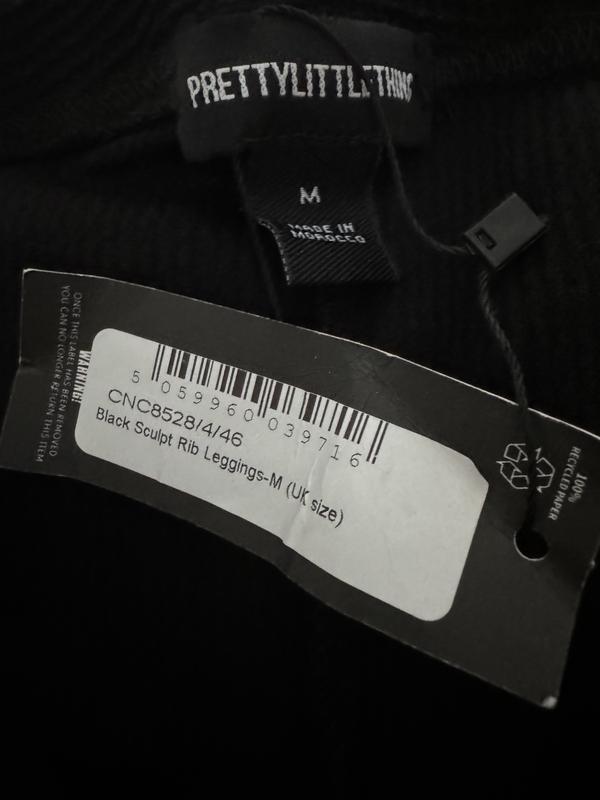 PRETTYLITTLETHING
M
MADE IN
MOROCCO
ONCE THIS LABEL HAS BEEN REMOVED
YOU CAN NO LONGER RETURN THIS ITEM
WARNING!
5 059960 039716
CNC8528/4/46
Black Sculpt Rib Leggings-M (UK size)
100%
RECYCLED PAPER